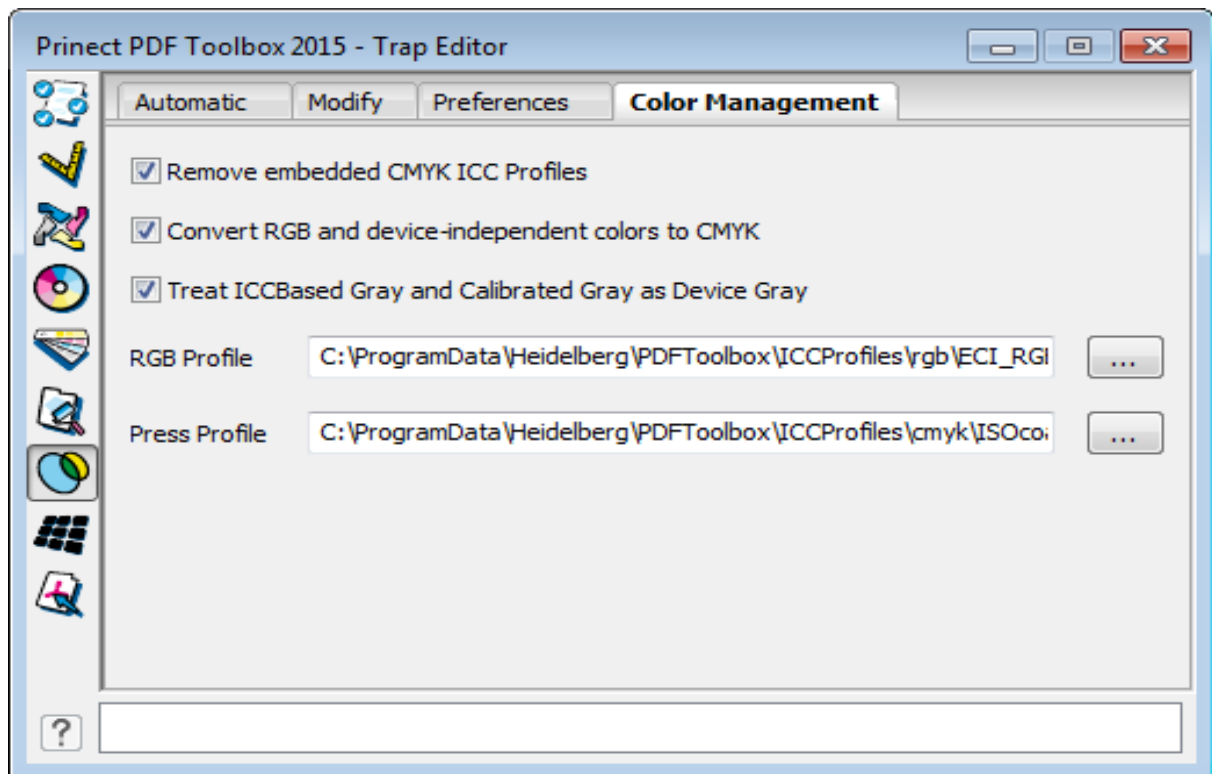 Prinect PDF Toolbox 2015 - Trap Editor
Automatic Modify Preferences Color Management
Remove embedded CMYK ICC Profiles
Convert RGB and device-independent colors to CMYK
Treat ICCBased Gray and Calibrated Gray as Device Gray
RGB Profile C:\ProgramData\Heidelberg\PDFToolbox\ICCProfiles\rgb\ECI_RGI ...
Press Profile C:\ProgramData\Heidelberg\PDFToolbox\ICCProfiles\cmyk\ISOcoa ...
?